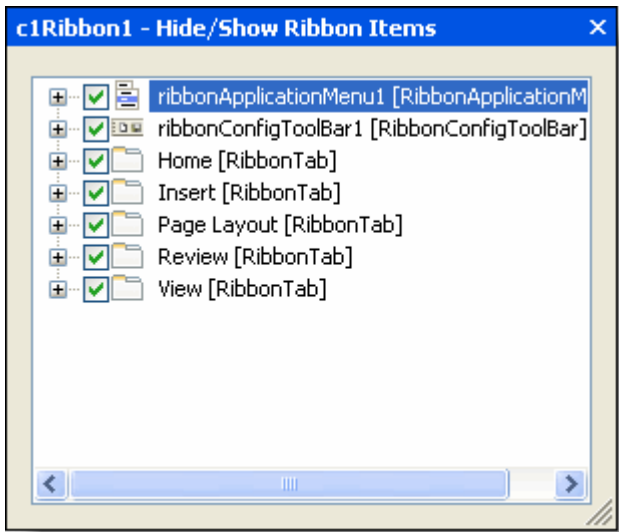 c1Ribbon1 - Hide/Show Ribbon Items
ribbonApplicationMenu1 [RibbonApplicationM
ribbonConfigToolBar1 [RibbonConfigToolBar]
Home [RibbonTab]
Insert [RibbonTab]
Page Layout [RibbonTab]
Review [RibbonTab]
View [RibbonTab]